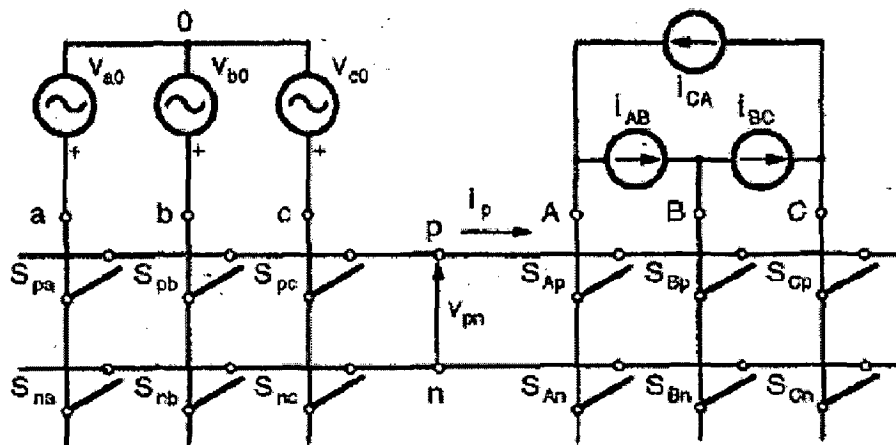 0
Va0 Vb0 Vc0
iCA
iAB iBC
+ + +
a b c ip A B C
p
Spa Spb Spc SAp SBp SCp
vpn
Sna Snb Snc n SAn SBn SCn